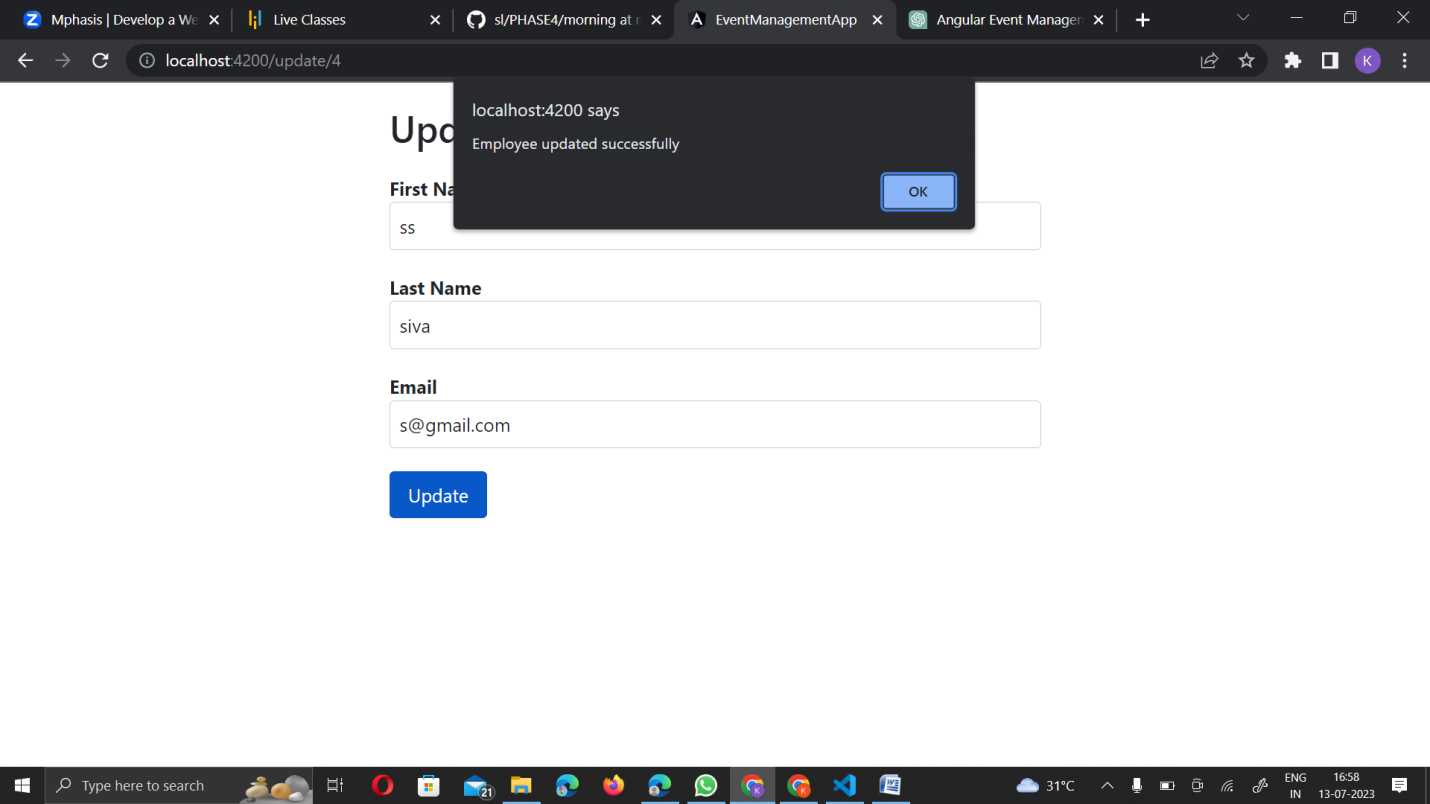 Mphasis | Develop a We
Live Classes
sl/PHASE4/morning at
EventManagementApp
Angular Event Managem
localhost:4200/update/4
K
localhost:4200 says
Employee updated successfully
OK
Upd
First Na
ss
Last Name
siva
Email
s@gmail.com
Update
Type here to search
21
31°C
ENG
IN
16:58
13-07-2023